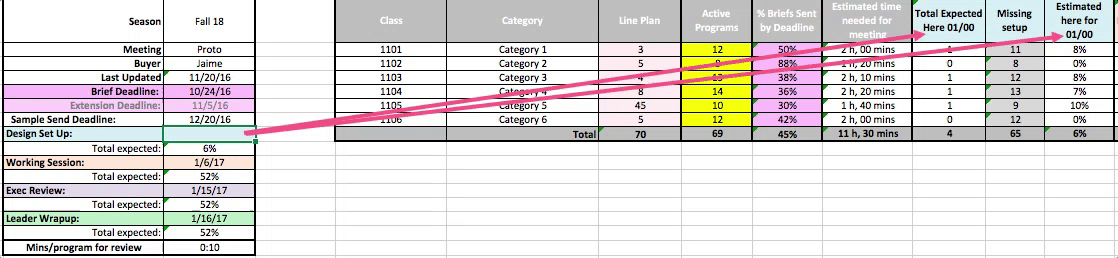 Season Fall 18
Class Category Line Plan Active Programs % Briefs Sent by Deadline Estimated time needed for meeting Total Expected Here 01/00 Missing setup Estimated here for 01/00
Meeting Proto 1101 Category 1 3 12 50% 2 h, 00 mins 1 11 8%
Buyer Jaime 1102 Category 2 5 8 88% 1 h, 20 mins 0 8 0%
Last Updated 11/20/16 1103 Category 3 4 13 38% 2 h, 10 mins 1 12 8%
Brief Deadline: 10/24/16 1104 Category 4 8 14 36% 2 h, 20 mins 1 13 7%
Extension Deadline: 11/5/16 1105 Category 5 45 10 30% 1 h, 40 mins 1 9 10%
Sample Send Deadline: 12/20/16 1106 Category 6 5 12 42% 2 h, 00 mins 0 12 0%
Design Set Up: Total 70 69 45% 11 h, 30 mins 4 65 6%
Total expected: 6%
Working Session: 1/6/17
Total expected: 52%
Exec Review: 1/15/17
Total expected: 52%
Leader Wrapup: 1/16/17
Total expected: 52%
Mins/program for review 0:10